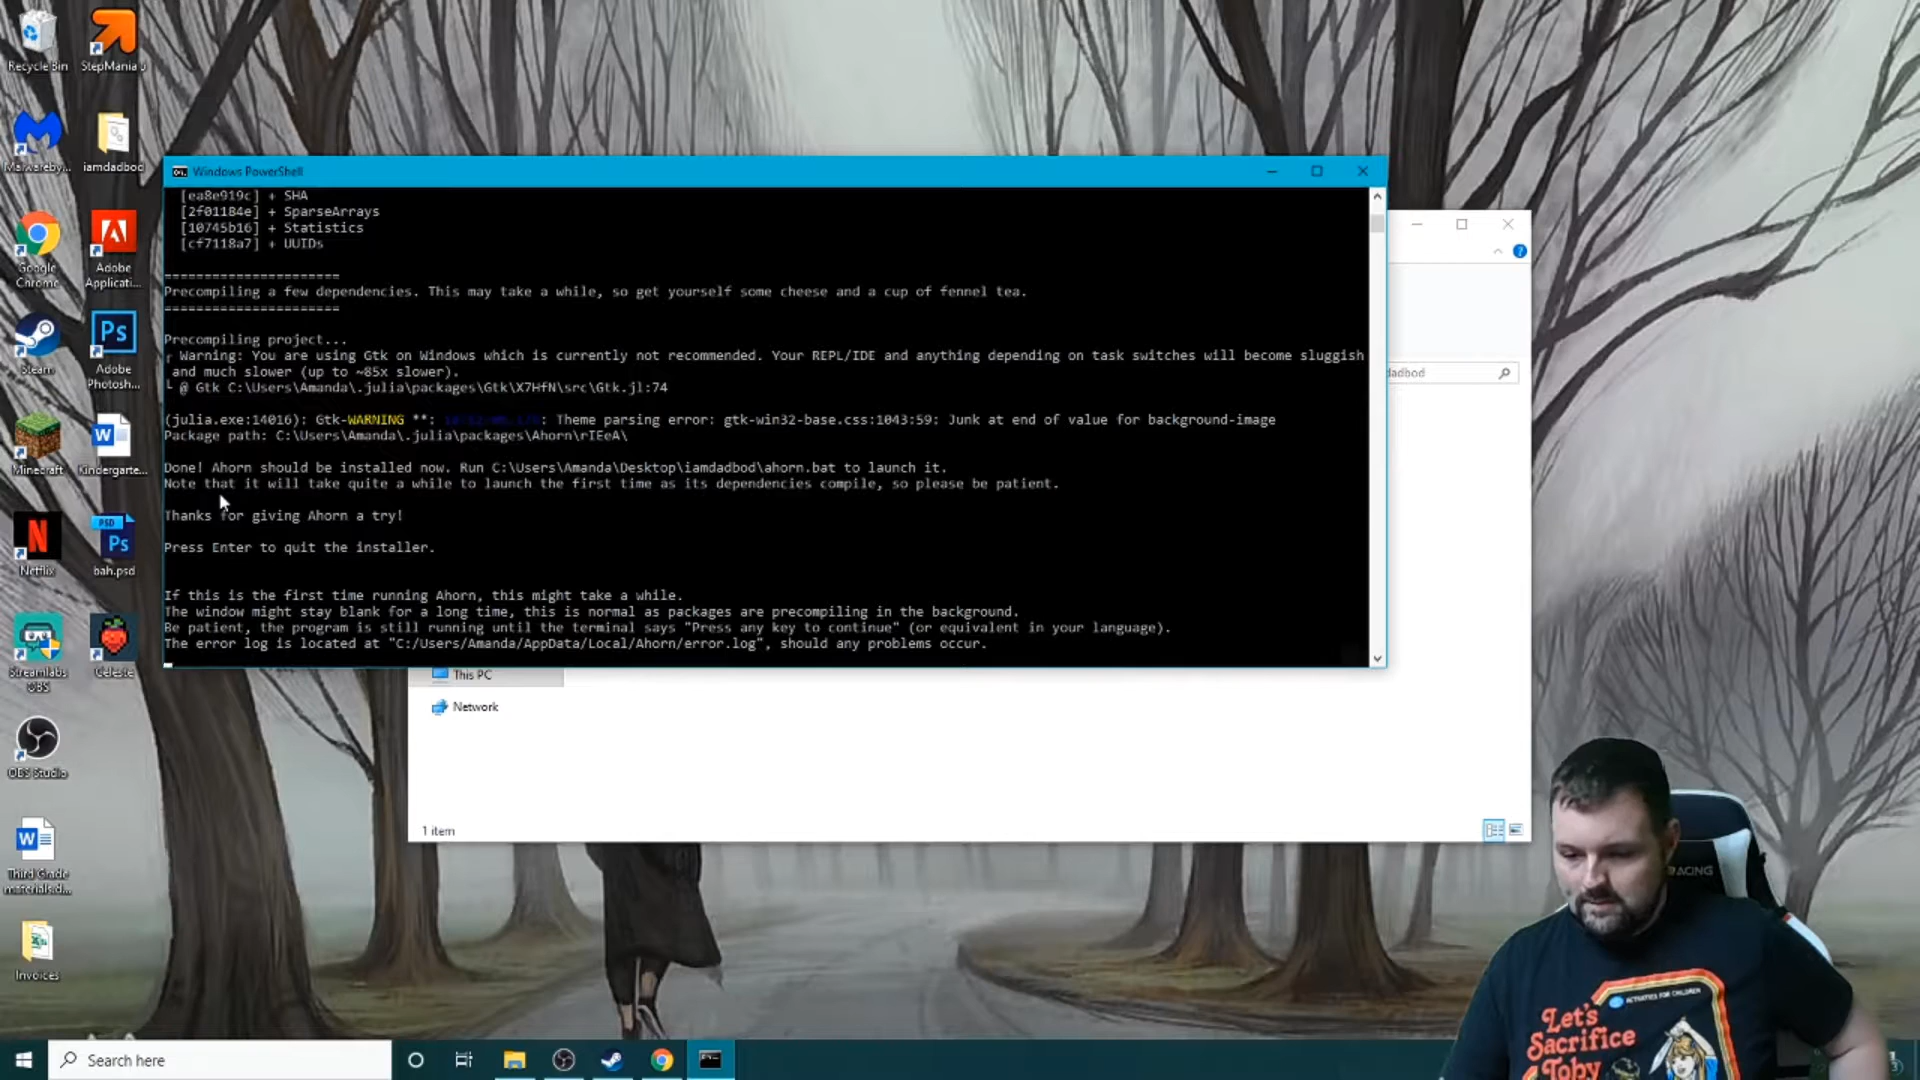 Recycle Bin
StepMania 5
iamdadbod
Google
Chrome
Adobe
Applicati...
Steam
Adobe
Photosh...
Minecraft
Kindergarte...
Netflix
bah.psd
Streamlabs
OBS
Celeste
OBS Studio
Third Grade
Invoices
Windows PowerShell
[ea8e919c] + SHA
[2f01184e] + SparseArrays
[10745b16] + Statistics
[cf7118a7] + UUIDs
======================
Precompiling a few dependencies. This may take a while, so get yourself some cheese and a cup of fennel tea.
======================
Precompiling project...
┌ Warning: You are using Gtk on Windows which is currently not recommended. Your REPL/IDE and anything depending on task switches will become sluggish
and much slower (up to ~85x slower).
└ @ Gtk C:\Users\Amanda\.julia\packages\Gtk\X7HfN\src\Gtk.jl:74
(julia.exe:14016): Gtk-WARNING **: : Theme parsing error: gtk-win32-base.css:1043:59: Junk at end of value for background-image
Package path: C:\Users\Amanda\.julia\packages\Ahorn\rIEeA\
Done! Ahorn should be installed now. Run C:\Users\Amanda\Desktop\iamdadbod\ahorn.bat to launch it.
Note that it will take quite a while to launch the first time as its dependencies compile, so please be patient.
Thanks for giving Ahorn a try!
Press Enter to quit the installer.
If this is the first time running Ahorn, this might take a while.
The window might stay blank for a long time, this is normal as packages are precompiling in the background.
Be patient, the program is still running until the terminal says "Press any key to continue" (or equivalent in your language).
The error log is located at "C:/Users/Amanda/AppData/Local/Ahorn/error.log", should any problems occur.
dadbod
This PC
Network
1 item
RACING
ACTIVITIES FOR CHILDREN
Let's
Sacrifice
Toby
Search here